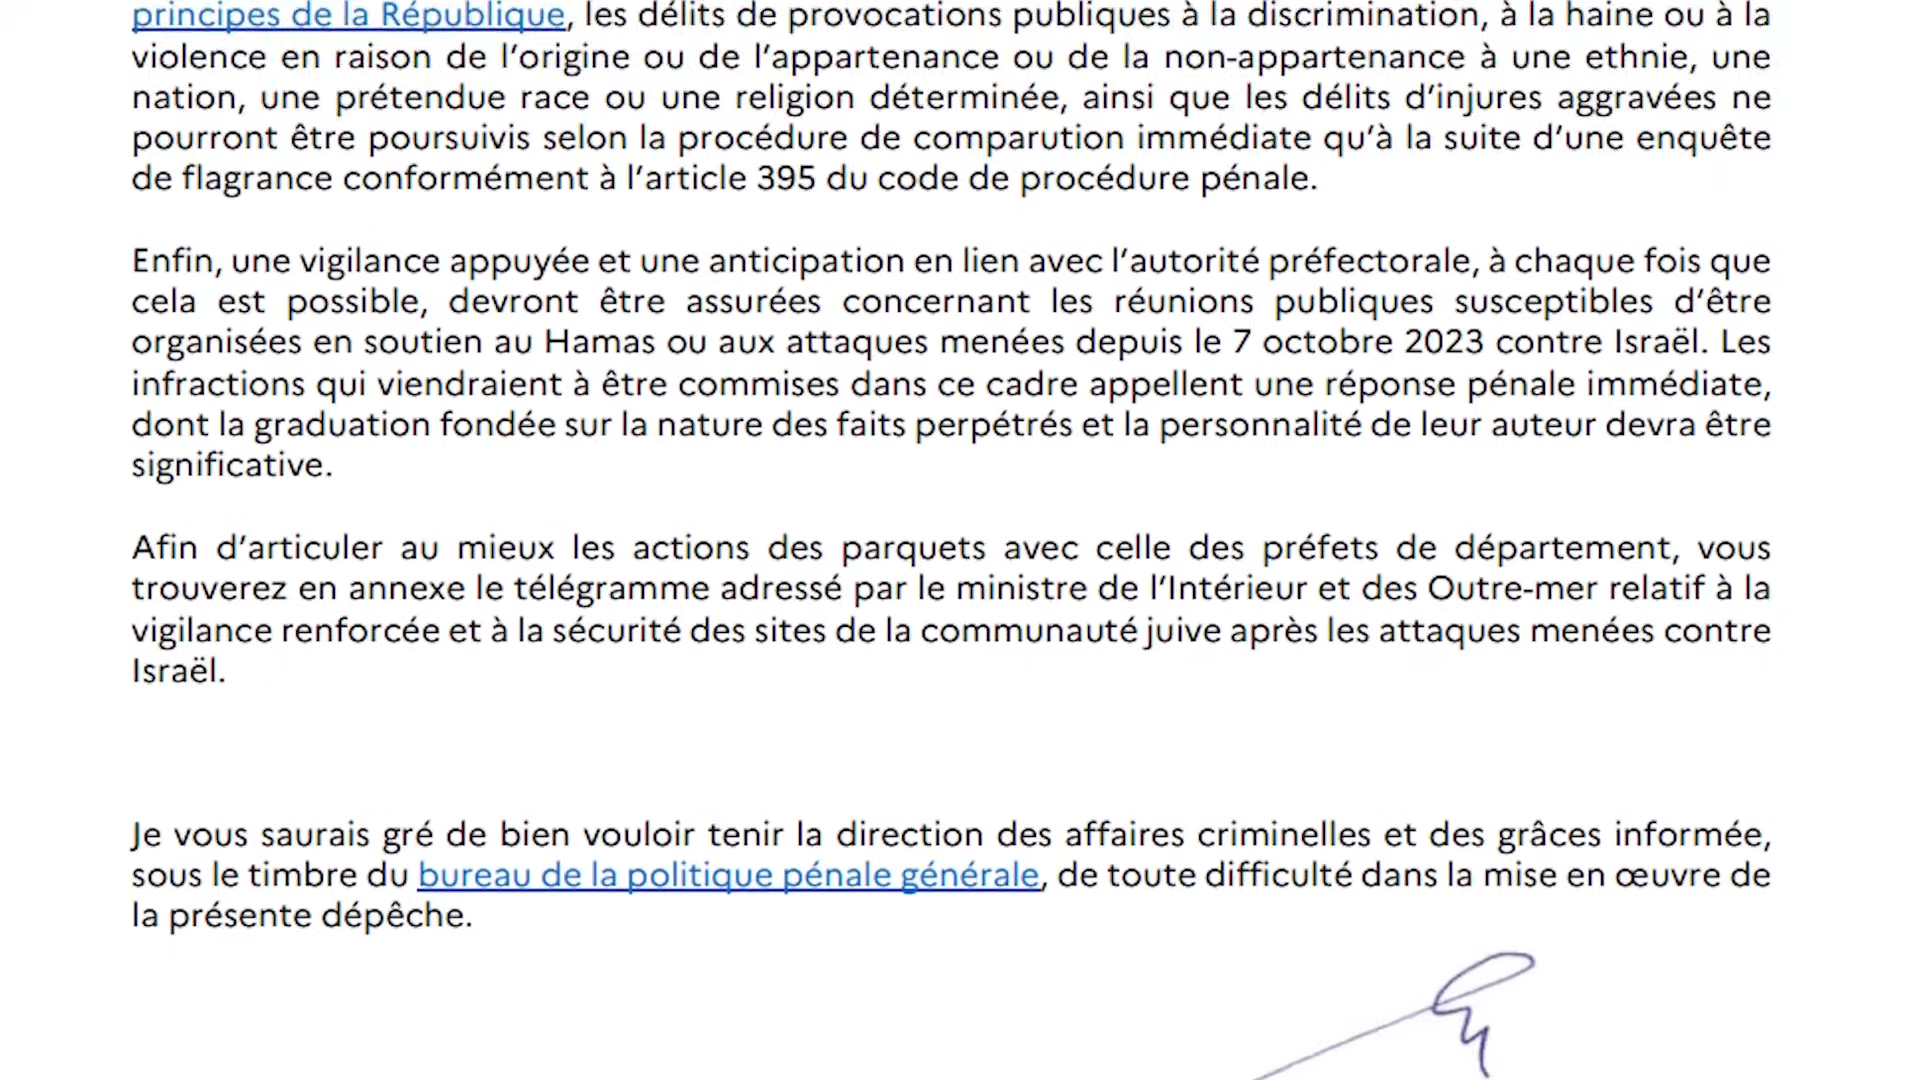 principes de la République, les délits de provocations publiques à la discrimination, à la haine ou à la
violence en raison de l’origine ou de l’appartenance ou de la non-appartenance à une ethnie, une
nation, une prétendue race ou une religion déterminée, ainsi que les délits d’injures aggravées ne
pourront être poursuivis selon la procédure de comparution immédiate qu’à la suite d’une enquête
de flagrance conformément à l’article 395 du code de procédure pénale.
Enfin, une vigilance appuyée et une anticipation en lien avec l’autorité préfectorale, à chaque fois que
cela est possible, devront être assurées concernant les réunions publiques susceptibles d’être
organisées en soutien au Hamas ou aux attaques menées depuis le 7 octobre 2023 contre Israël. Les
infractions qui viendraient à être commises dans ce cadre appellent une réponse pénale immédiate,
dont la graduation fondée sur la nature des faits perpétrés et la personnalité de leur auteur devra être
significative.
Afin d’articuler au mieux les actions des parquets avec celle des préfets de département, vous
trouverez en annexe le télégramme adressé par le ministre de l’Intérieur et des Outre-mer relatif à la
vigilance renforcée et à la sécurité des sites de la communauté juive après les attaques menées contre
Israël.
Je vous saurais gré de bien vouloir tenir la direction des affaires criminelles et des grâces informée,
sous le timbre du bureau de la politique pénale générale, de toute difficulté dans la mise en œuvre de
la présente dépêche.